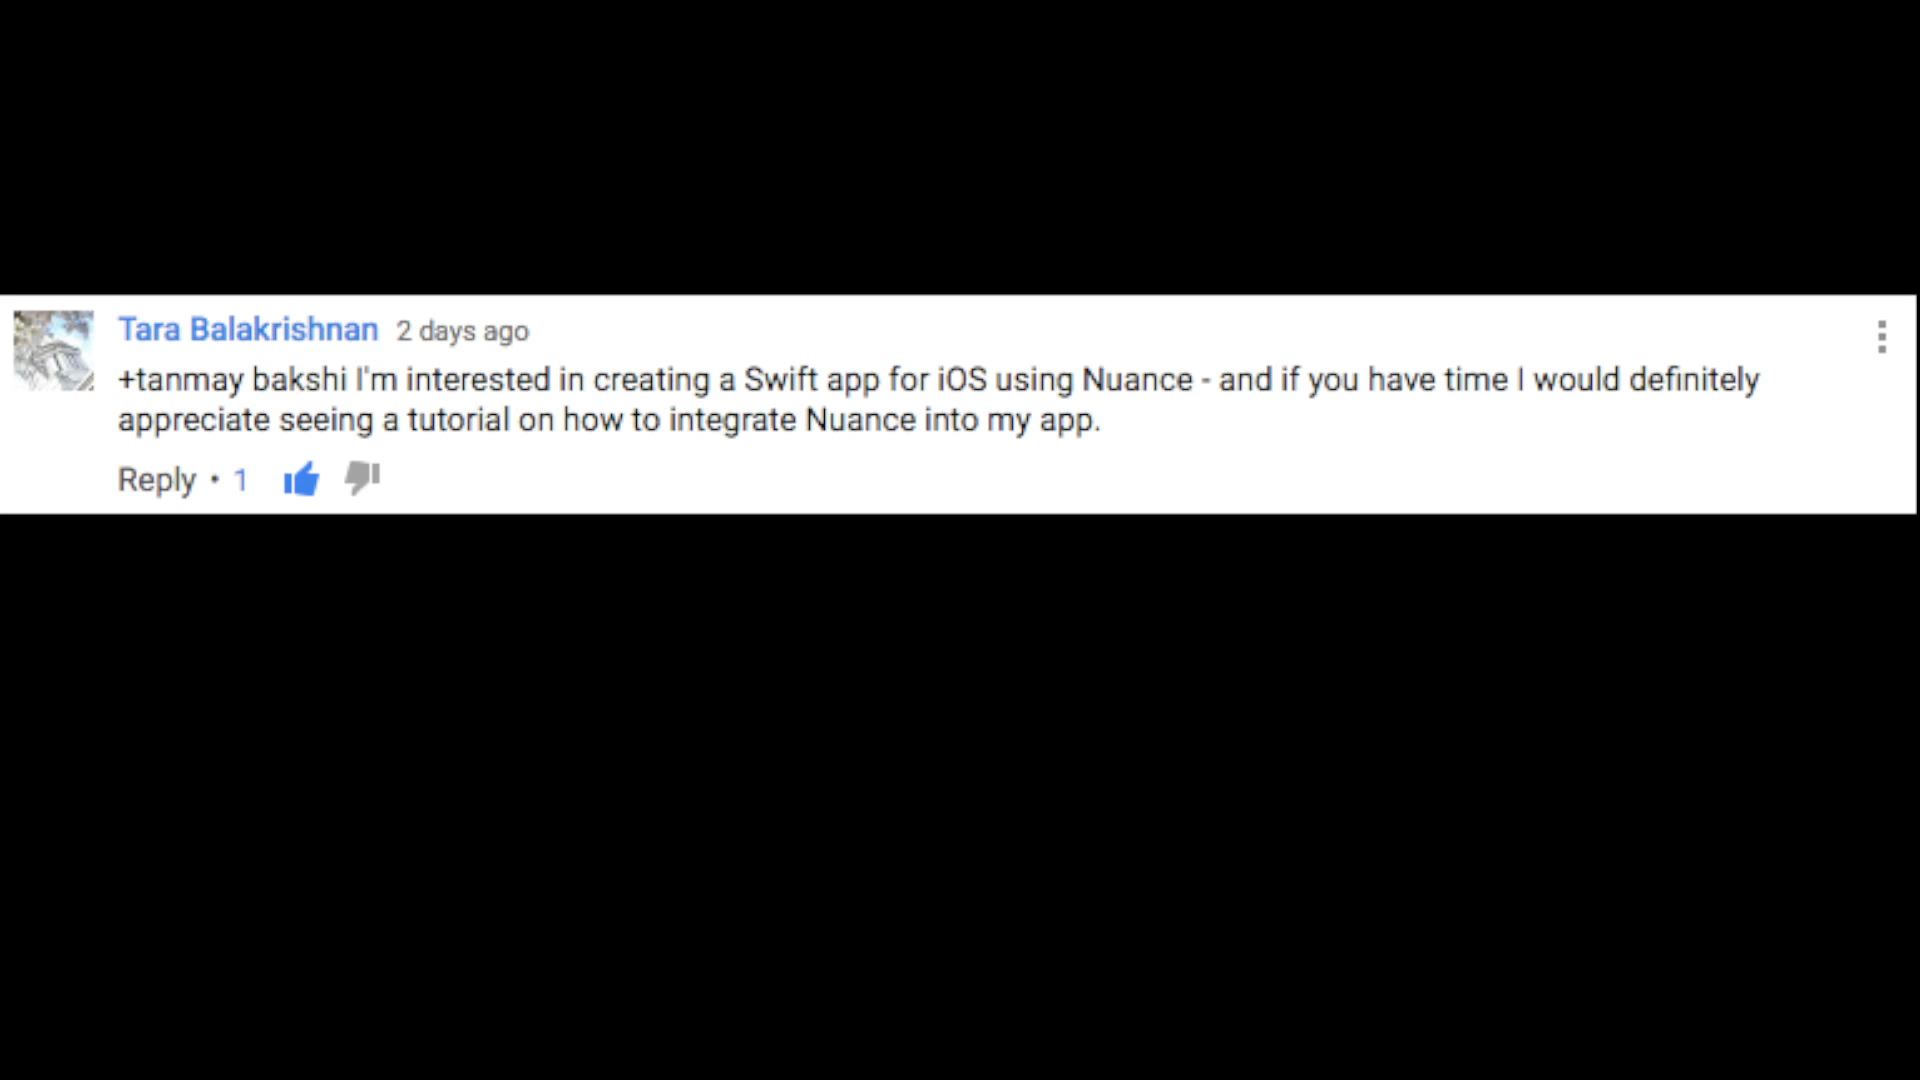 Tara Balakrishnan 2 days ago
+tanmay bakshi I'm interested in creating a Swift app for iOS using Nuance - and if you have time I would definitely
appreciate seeing a tutorial on how to integrate Nuance into my app.
Reply • 1